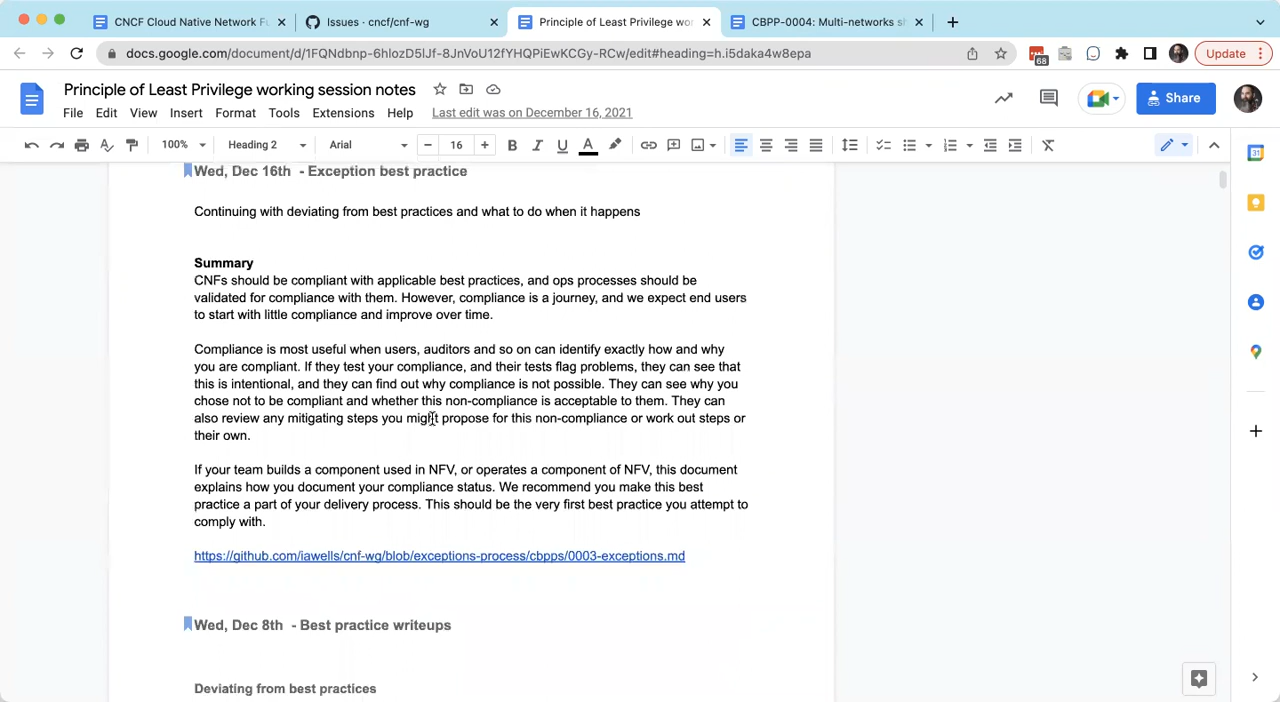 CNCF Cloud Native Network Fu
Issues · cncf/cnf-wg
Principle of Least Privilege wor
CBPP-0004: Multi-networks sh
docs.google.com/document/d/1FQNdbnp-6hlozD5lJf-8JnVoU12fYHQPiEwKCGy-RCw/edit#heading=h.i5daka4w8epa
68
Update
Principle of Least Privilege working session notes
File Edit View Insert Format Tools Extensions Help Last edit was on December 16, 2021
Share
100% Heading 2 Arial 16 B I U A
31
Wed, Dec 16th - Exception best practice
Continuing with deviating from best practices and what to do when it happens
Summary
CNFs should be compliant with applicable best practices, and ops processes should be
validated for compliance with them. However, compliance is a journey, and we expect end users
to start with little compliance and improve over time.
Compliance is most useful when users, auditors and so on can identify exactly how and why
you are compliant. If they test your compliance, and their tests flag problems, they can see that
this is intentional, and they can find out why compliance is not possible. They can see why you
chose not to be compliant and whether this non-compliance is acceptable to them. They can
also review any mitigating steps you might propose for this non-compliance or work out steps or
their own.
If your team builds a component used in NFV, or operates a component of NFV, this document
explains how you document your compliance status. We recommend you make this best
practice a part of your delivery process. This should be the very first best practice you attempt to
comply with.
https://github.com/iawells/cnf-wg/blob/exceptions-process/cbpps/0003-exceptions.md
Wed, Dec 8th - Best practice writeups
Deviating from best practices